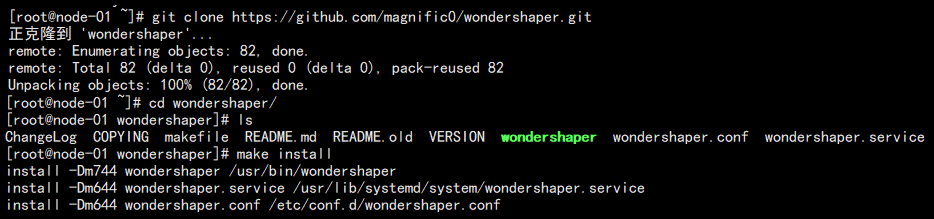 [root@node-01 ~]# git clone https://github.com/magnific0/wondershaper.git
正克隆到 'wondershaper'...
remote: Enumerating objects: 82, done.
remote: Total 82 (delta 0), reused 0 (delta 0), pack-reused 82
Unpacking objects: 100% (82/82), done.
[root@node-01 ~]# cd wondershaper/
[root@node-01 wondershaper]# ls
ChangeLog  COPYING  makefile  README.md  README.old  VERSION  wondershaper  wondershaper.conf  wondershaper.service
[root@node-01 wondershaper]# make install
install -Dm744 wondershaper /usr/bin/wondershaper
install -Dm644 wondershaper.service /usr/lib/systemd/system/wondershaper.service
install -Dm644 wondershaper.conf /etc/conf.d/wondershaper.conf